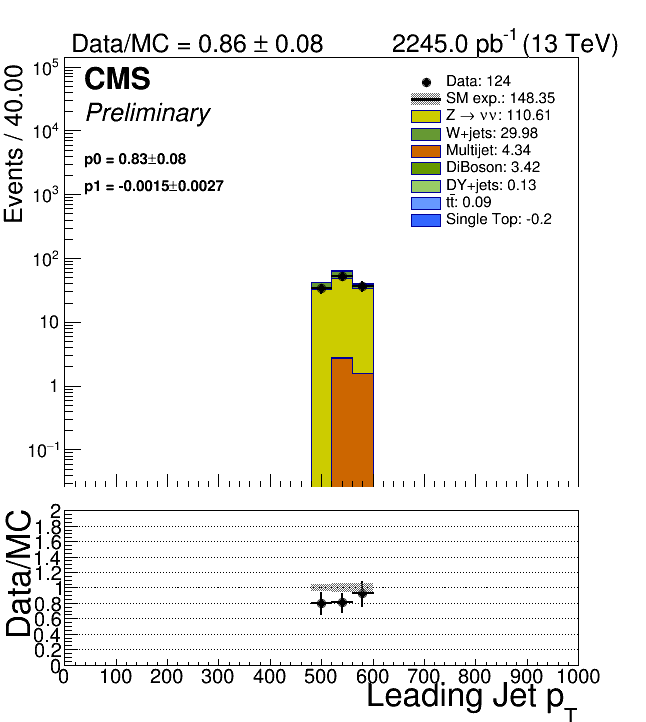 Data/MC = 0.86 ± 0.08
2245.0 pb⁻¹ (13 TeV)
Events / 40.00
10⁵
10⁴
10³
10²
10
1
10⁻¹
CMS
Preliminary
p0 = 0.83±0.08
p1 = -0.0015±0.0027
Data: 124
SM exp.: 148.35
Z → νν: 110.61
W+jets: 29.98
Multijet: 4.34
DiBoson: 3.42
DY+jets: 0.13
tt̄: 0.09
Single Top: -0.2
Data/MC
2
1.8
1.6
1.4
1.2
1
0.8
0.6
0.4
0.2
0
0 100 200 300 400 500 600 700 800 900 1000
Leading Jet p_T